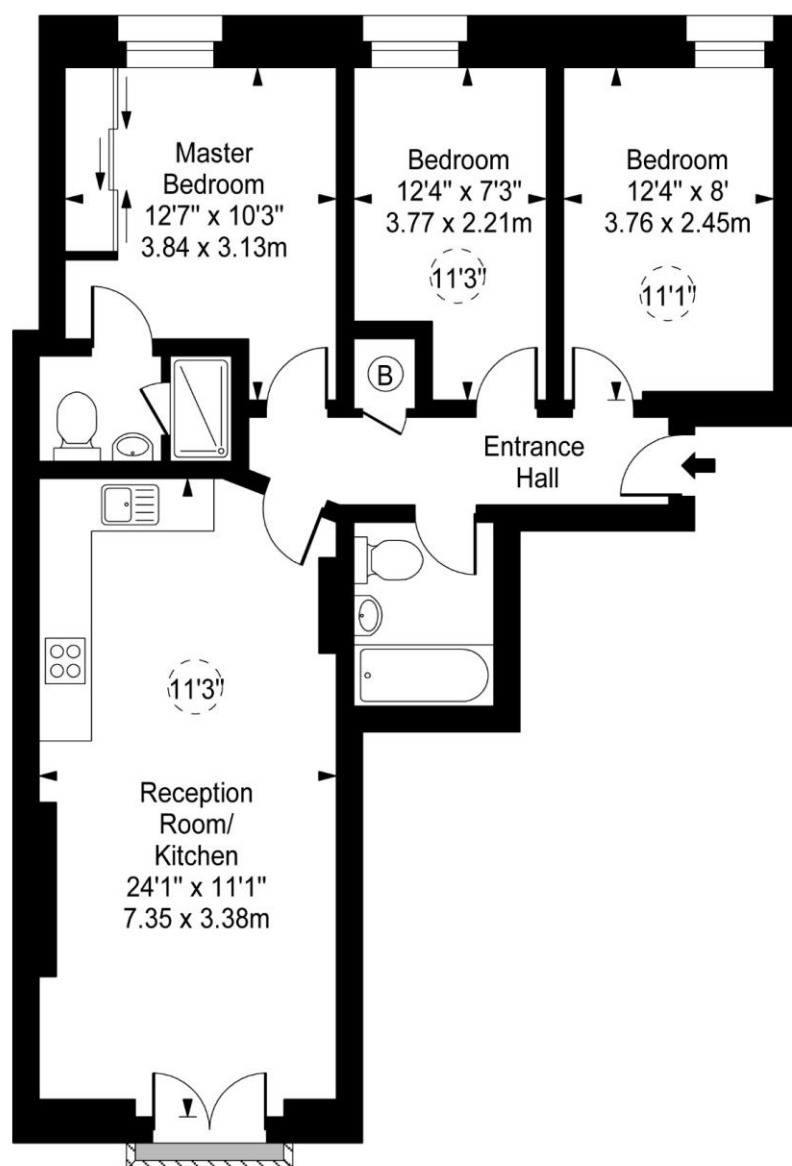 Master
Bedroom
12'7" x 10'3"
3.84 x 3.13m
Bedroom
12'4" x 7'3"
3.77 x 2.21m
11'3"
Bedroom
12'4" x 8'
3.76 x 2.45m
11'1"
B
Entrance
Hall
11'3"
Reception
Room/
Kitchen
24'1" x 11'1"
7.35 x 3.38m